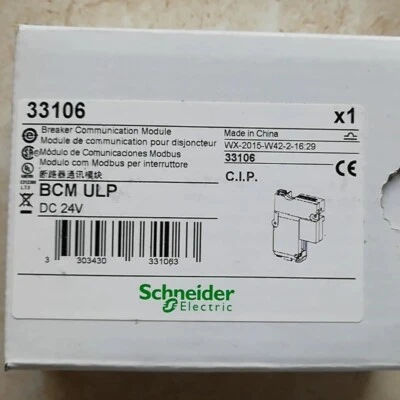 33106
x1
Breaker Communication Module
Module de communication pour disjoncteur
Módulo de Comunicaciones Modbus
Modulo com Modbus per interruttore
断路器通讯模块
BCM ULP
DC 24V
Made in China
WX-2015-W42-2-16:29
33106
C.I.P.
CE
3 303430 331063
Schneider
Electric